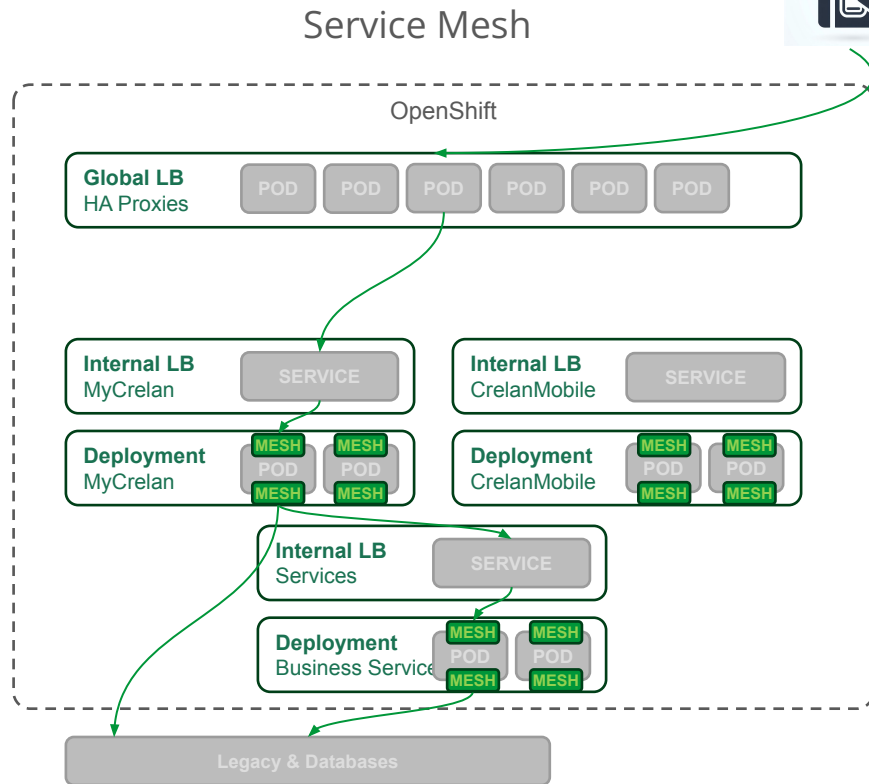 Service Mesh
OpenShift
Global LB
HA Proxies
POD POD POD POD POD POD
Internal LB
MyCrelan
SERVICE
Internal LB
CrelanMobile
SERVICE
Deployment
MyCrelan
MESH MESH
POD POD
MESH MESH
Deployment
CrelanMobile
MESH MESH
POD POD
MESH MESH
Internal LB
Services
SERVICE
Deployment
Business Service
MESH MESH
POD POD
MESH MESH
Legacy & Databases